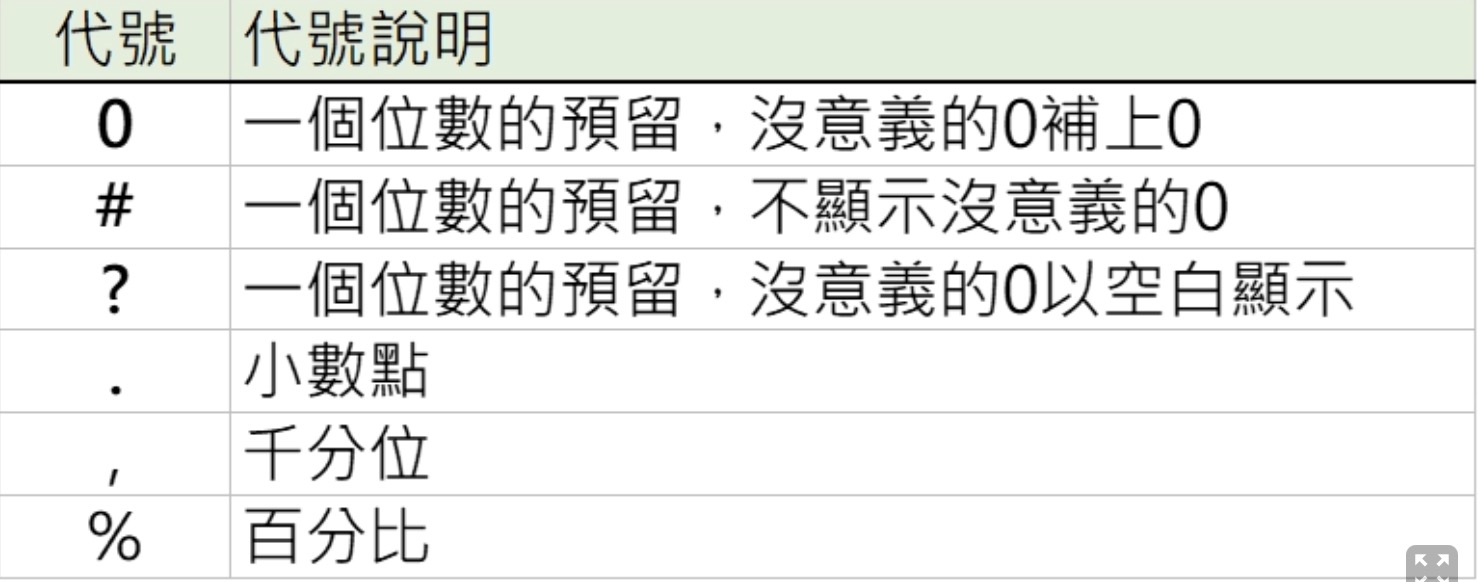 代號 代號說明
0 一個位數的預留，沒意義的0補上0
# 一個位數的預留，不顯示沒意義的0
? 一個位數的預留，沒意義的0以空白顯示
. 小數點
, 千分位
% 百分比